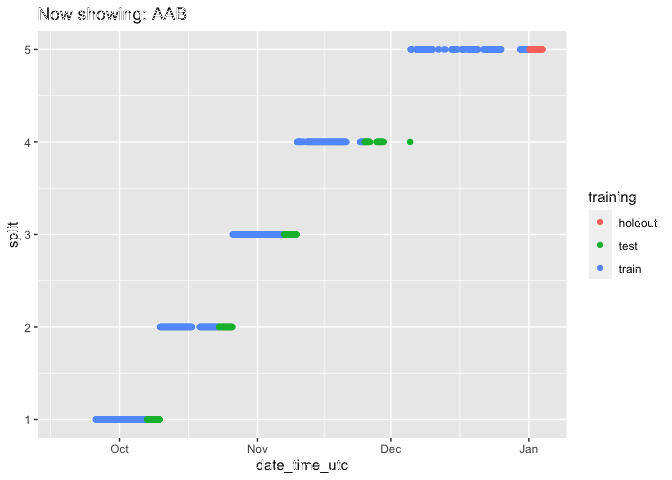 Now showing: AAB
5
4
3
2
1
split
Oct
Nov
Dec
Jan
date_time_utc
training
holdout
test
train